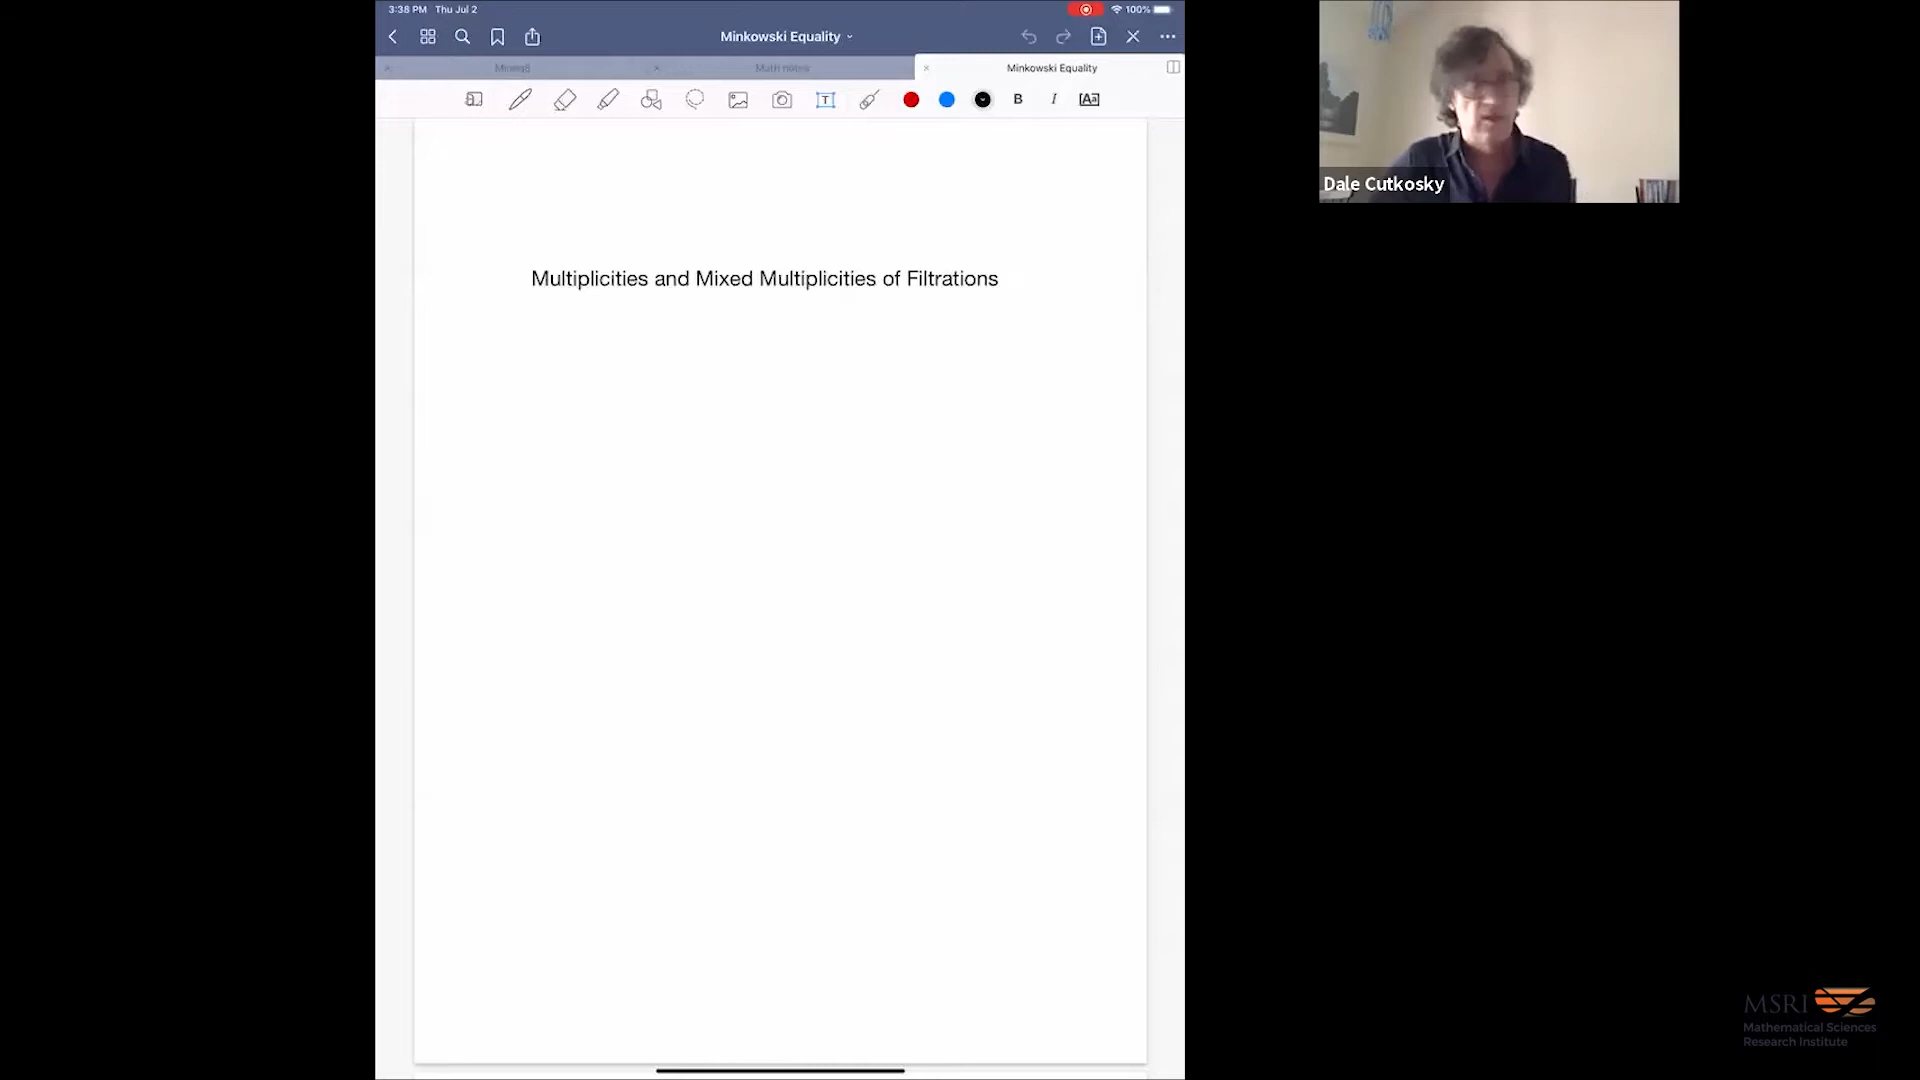 3:38 PM Thu Jul 2
100%
Minkowski Equality
Math notes
Minkowski Equality
T
B
I
Aa
Dale Cutkosky
Multiplicities and Mixed Multiplicities of Filtrations
MSRI
Mathematical Sciences
Research Institute